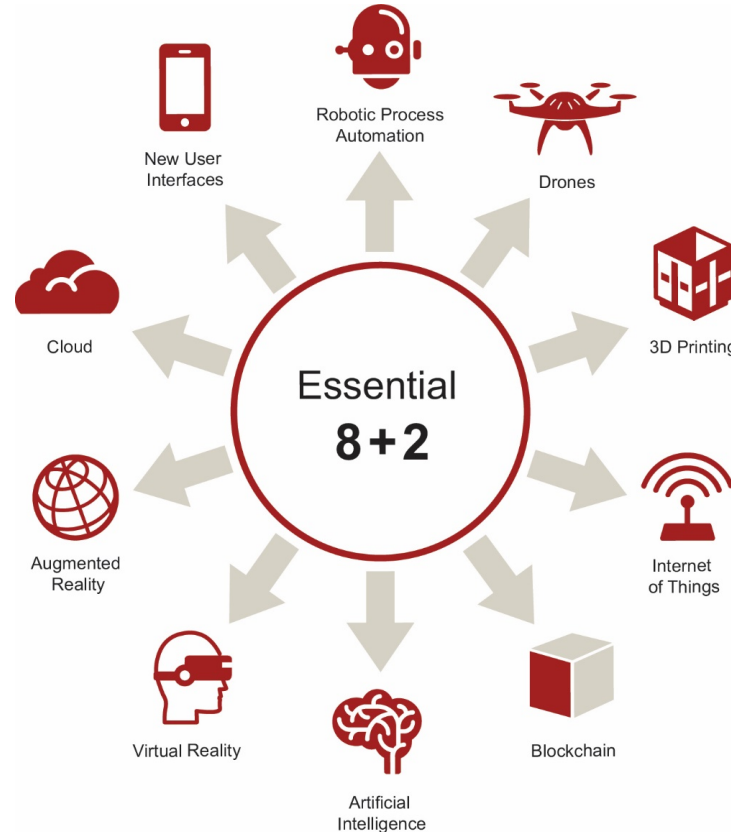 Robotic Process
Automation
Drones
3D Printing
Internet
of Things
Blockchain
Artificial
Intelligence
Virtual Reality
Augmented
Reality
Cloud
New User
Interfaces
Essential
8+2